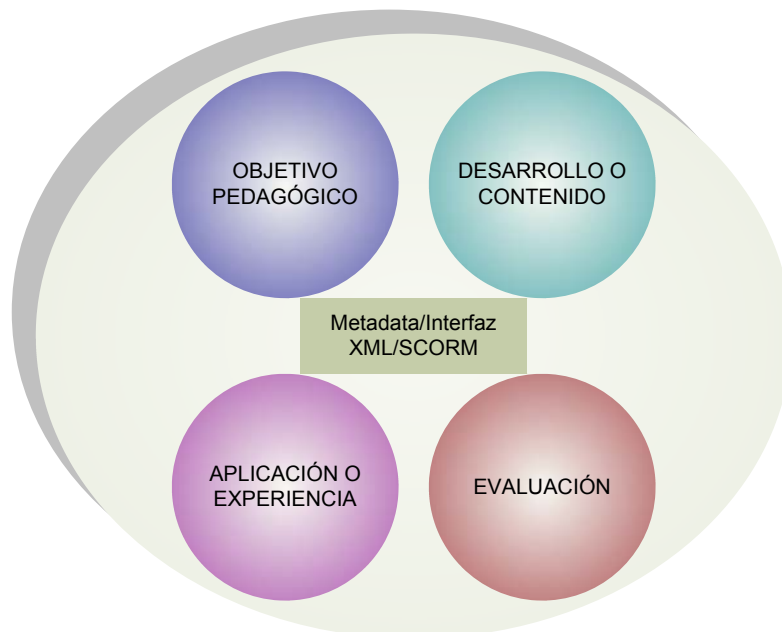 OBJETIVO
PEDAGÓGICO
DESARROLLO O
CONTENIDO
Metadata/Interfaz
XML/SCORM
APLICACIÓN O
EXPERIENCIA
EVALUACIÓN